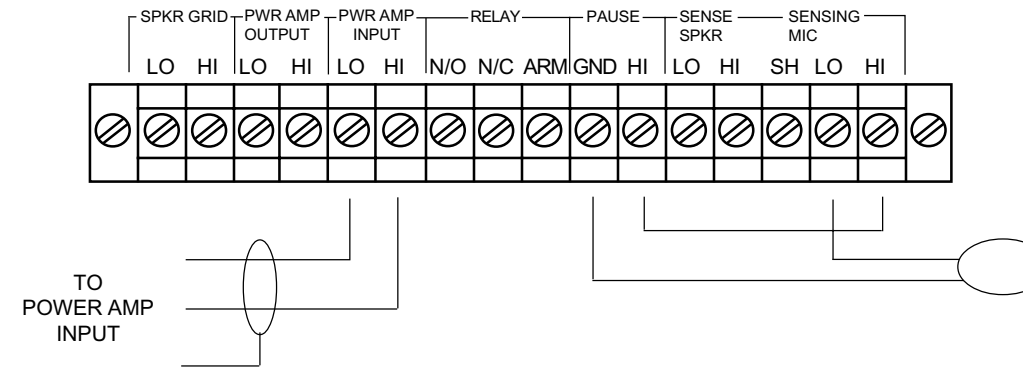 SPKR GRID PWR AMP OUTPUT PWR AMP INPUT RELAY PAUSE SENSE SPKR SENSING MIC
LO HI LO HI LO HI N/O N/C ARM GND HI LO HI SH LO HI
TO
POWER AMP
INPUT